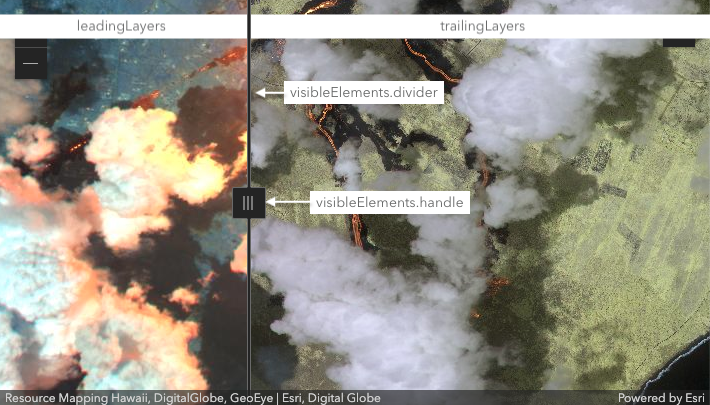 leadingLayers
trailingLayers
visibleElements.divider
visibleElements.handle
Resource Mapping Hawaii, DigitalGlobe, GeoEye | Esri, Digital Globe
Powered by Esri